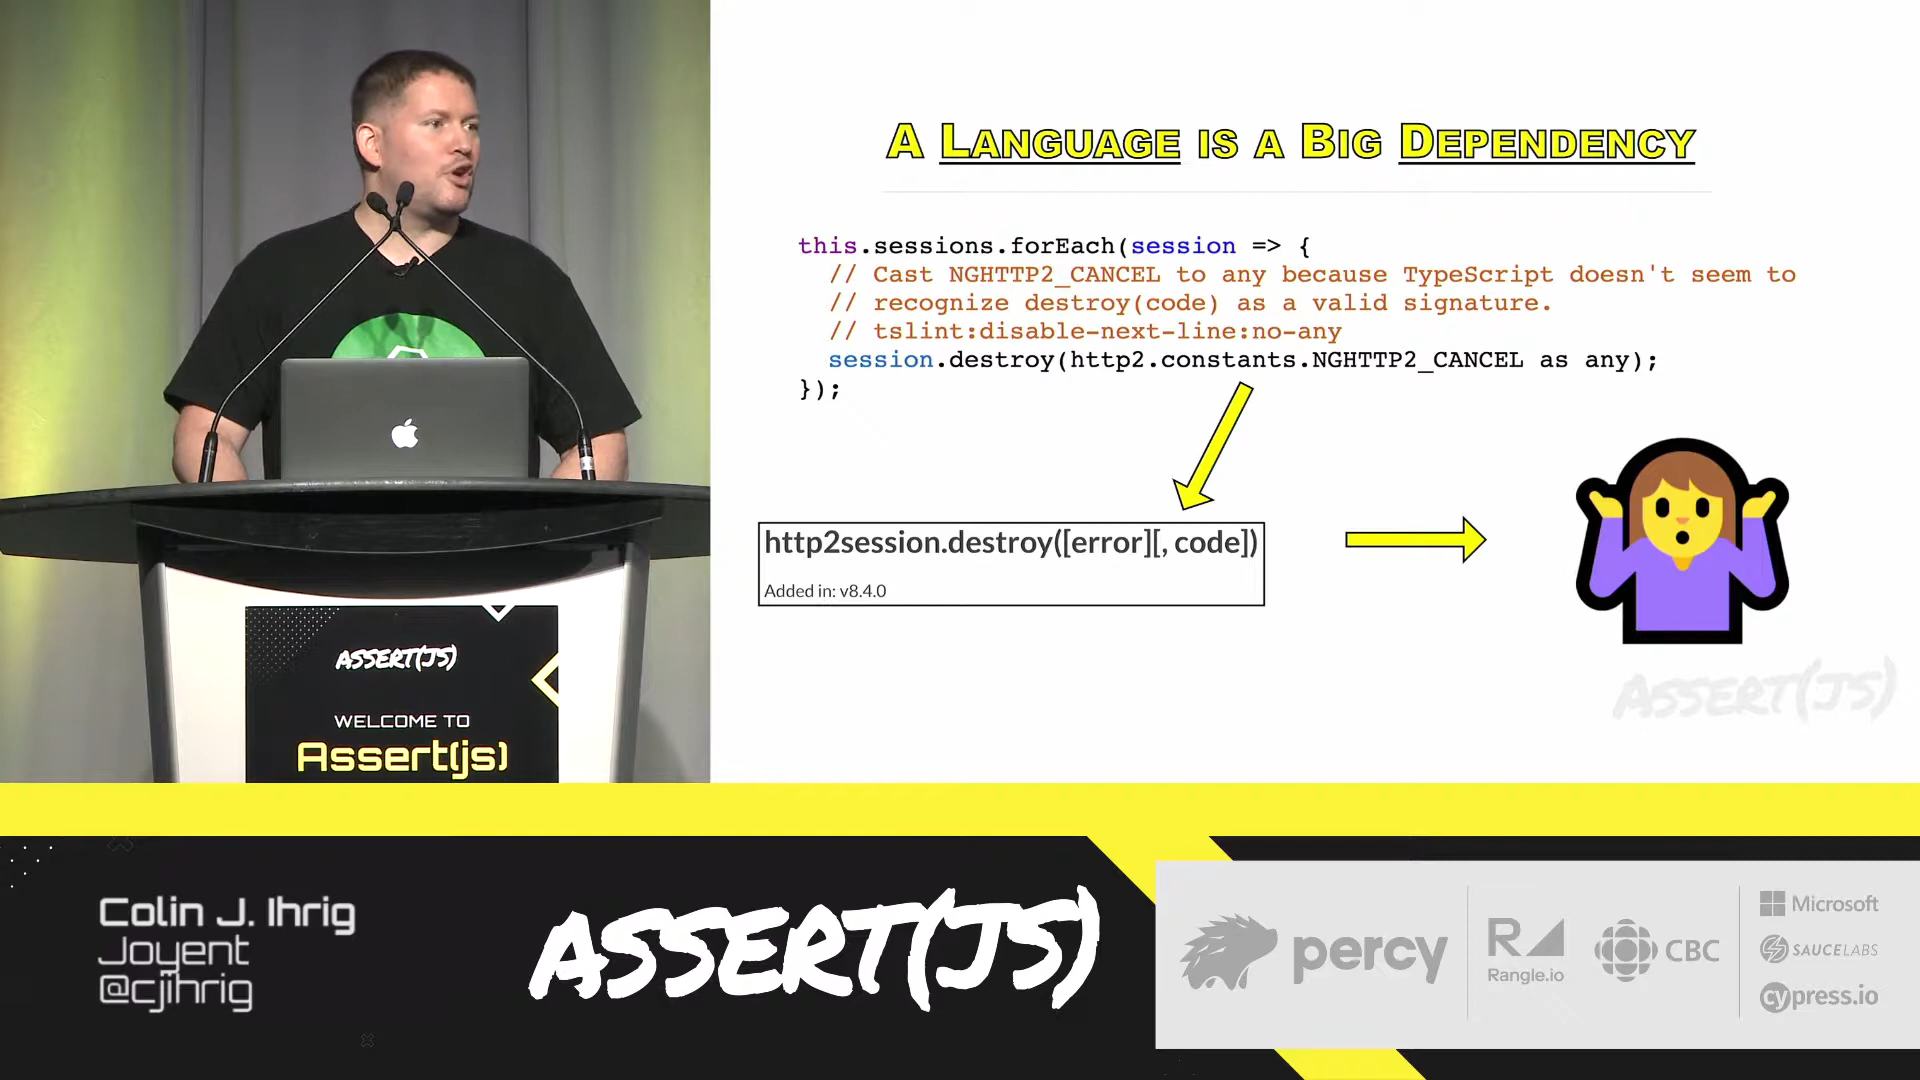 A LANGUAGE IS A BIG DEPENDENCY
this.sessions.forEach(session => {
// Cast NGHTTP2_CANCEL to any because TypeScript doesn't seem to
// recognize destroy(code) as a valid signature.
// tslint:disable-next-line:no-any
session.destroy(http2.constants.NGHTTP2_CANCEL as any);
});
http2session.destroy([error][, code])
Added in: v8.4.0
ASSERT(JS)
ASSERT(JS)
WELCOME TO
Assert(js)
Colin J. Ihrig
Joyent
@cjihrig
ASSERT(JS)
percy
R
Rangle.io
CBC
Microsoft
SAUCELABS
cypress.io